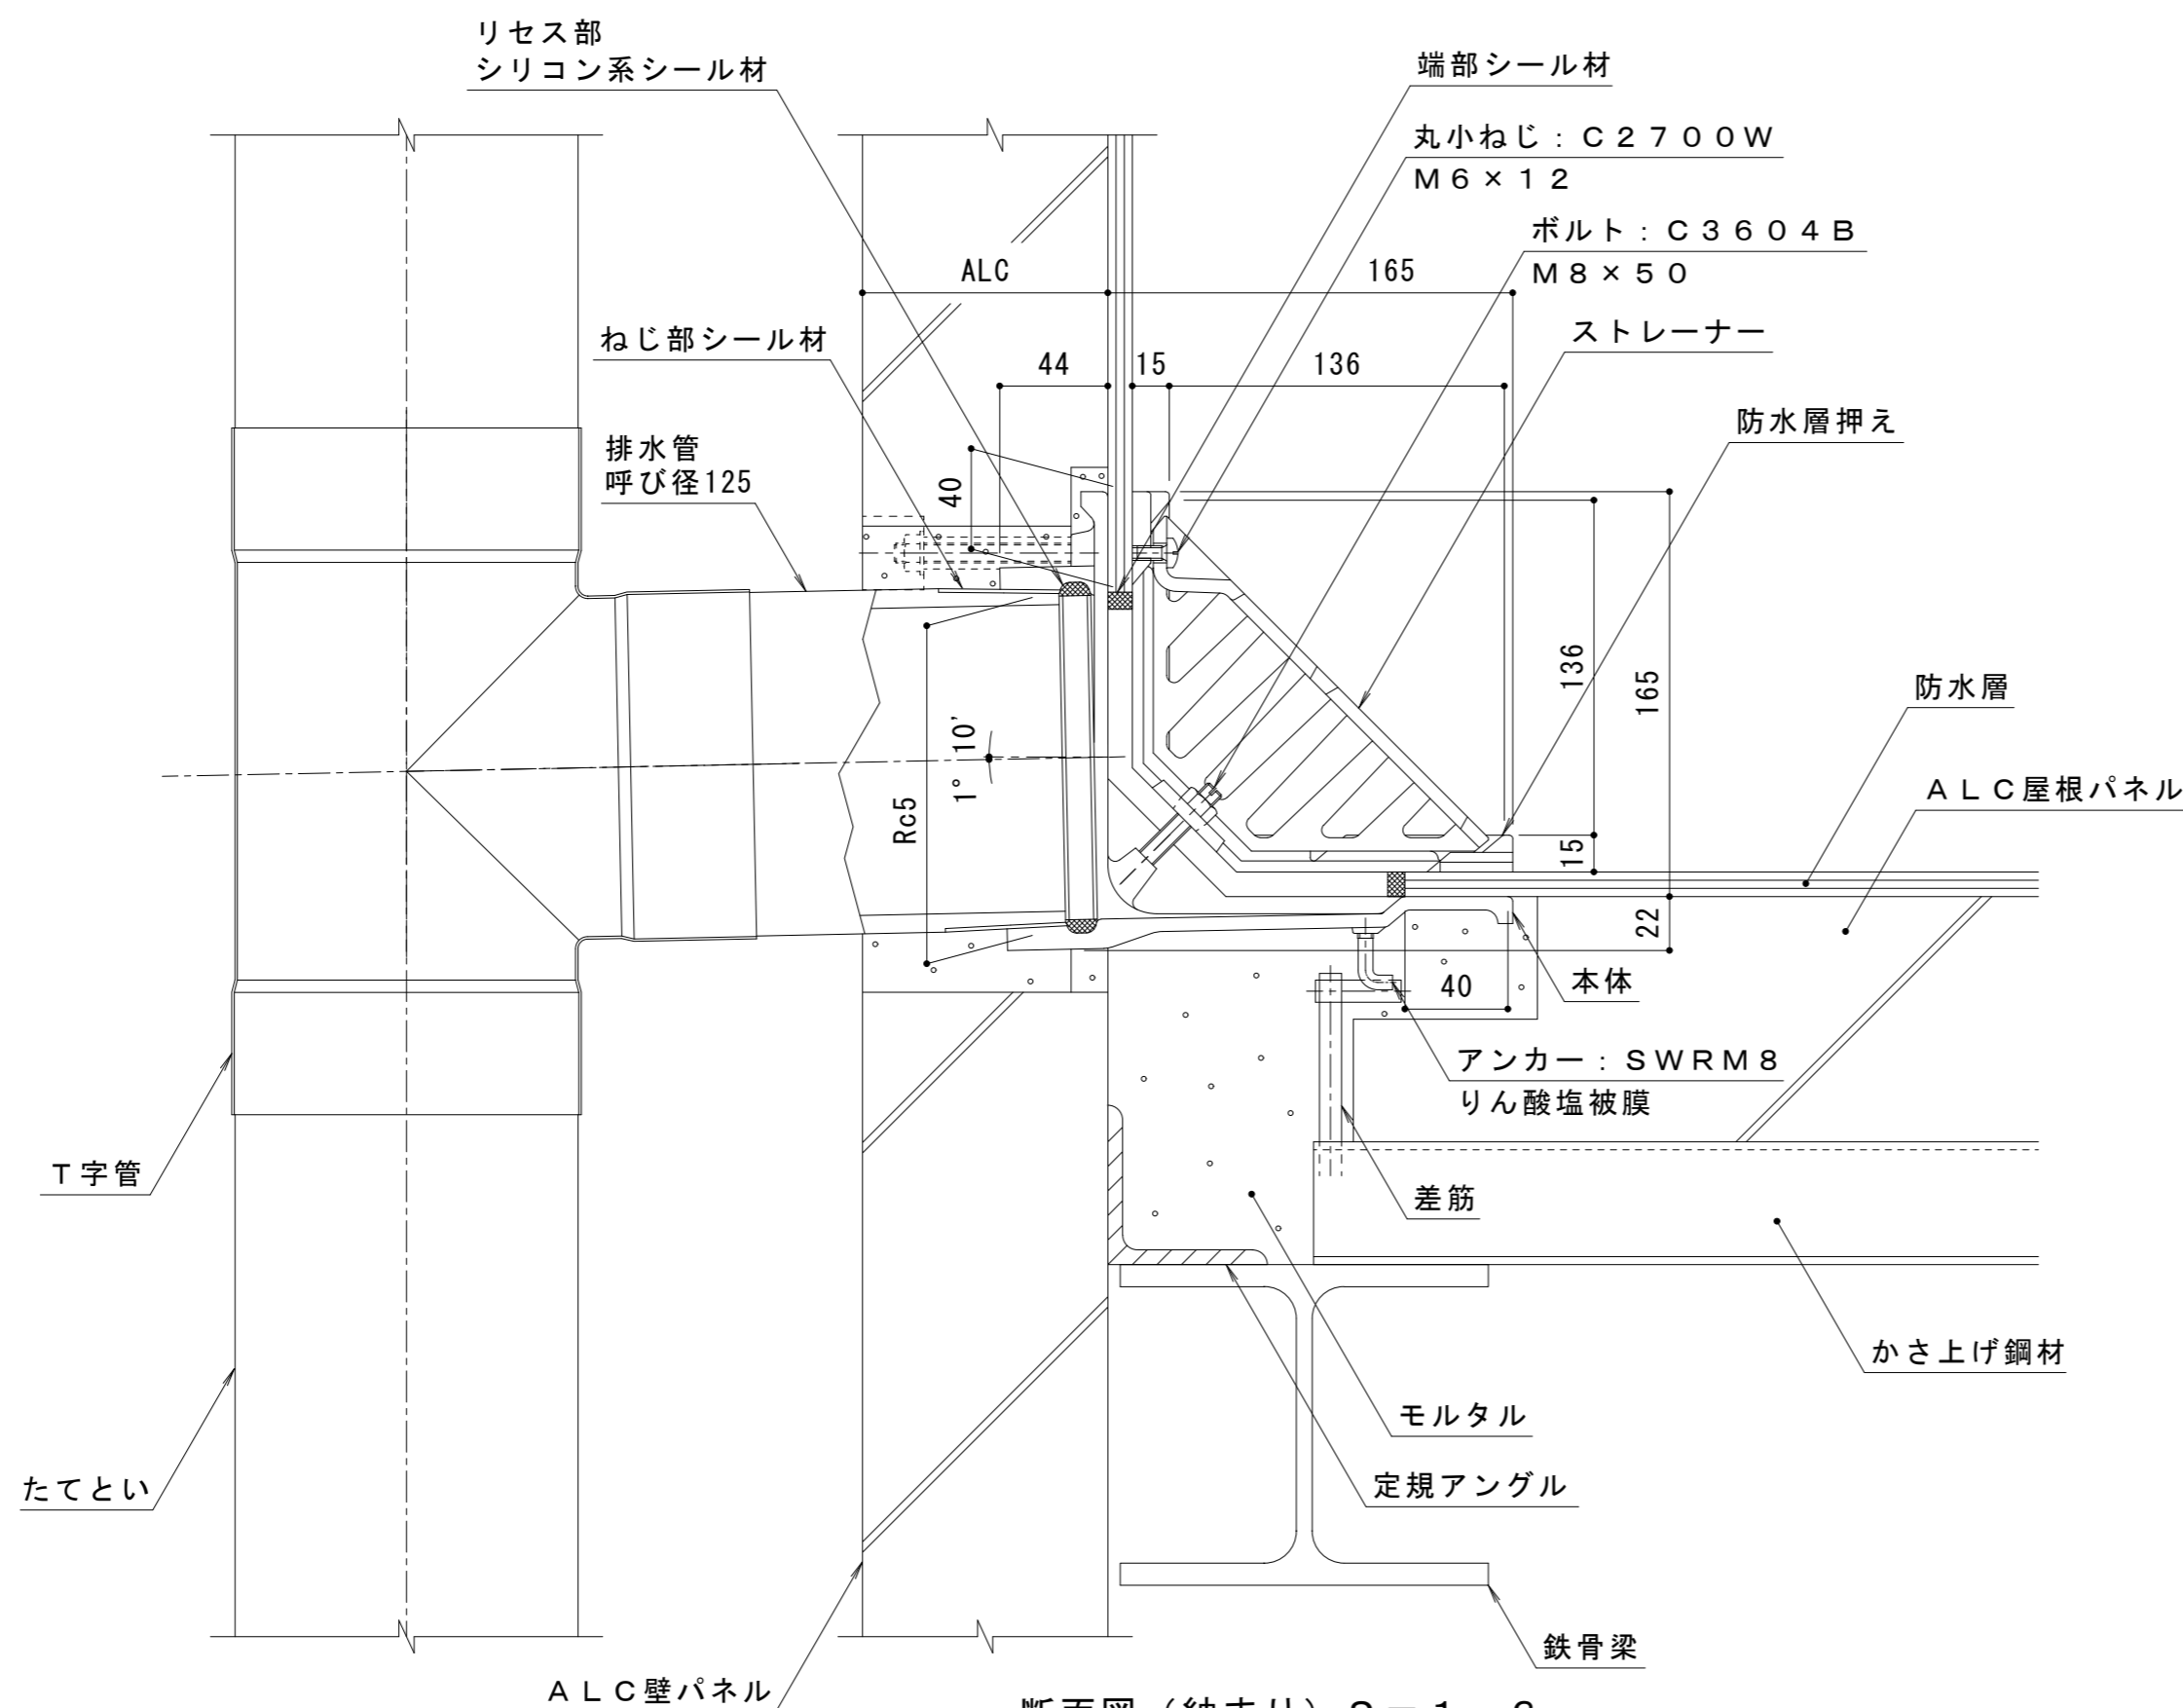 リセス部
シリコン系シール材
端部シール材
丸小ねじ：Ｃ２７００Ｗ
Ｍ６×１２
ボルト：Ｃ３６０４Ｂ
Ｍ８×５０
ALC
165
ねじ部シール材
ストレーナー
44
15
136
防水層押え
排水管
呼び径125
40
136
165
防水層
1° 10'
ＡＬＣ屋根パネル
Rc5
15
22
本体
40
アンカー：ＳＷＲＭ８
りん酸塩被膜
Ｔ字管
差筋
かさ上げ鋼材
モルタル
定規アングル
たてとい
鉄骨梁
ＡＬＣ壁パネル